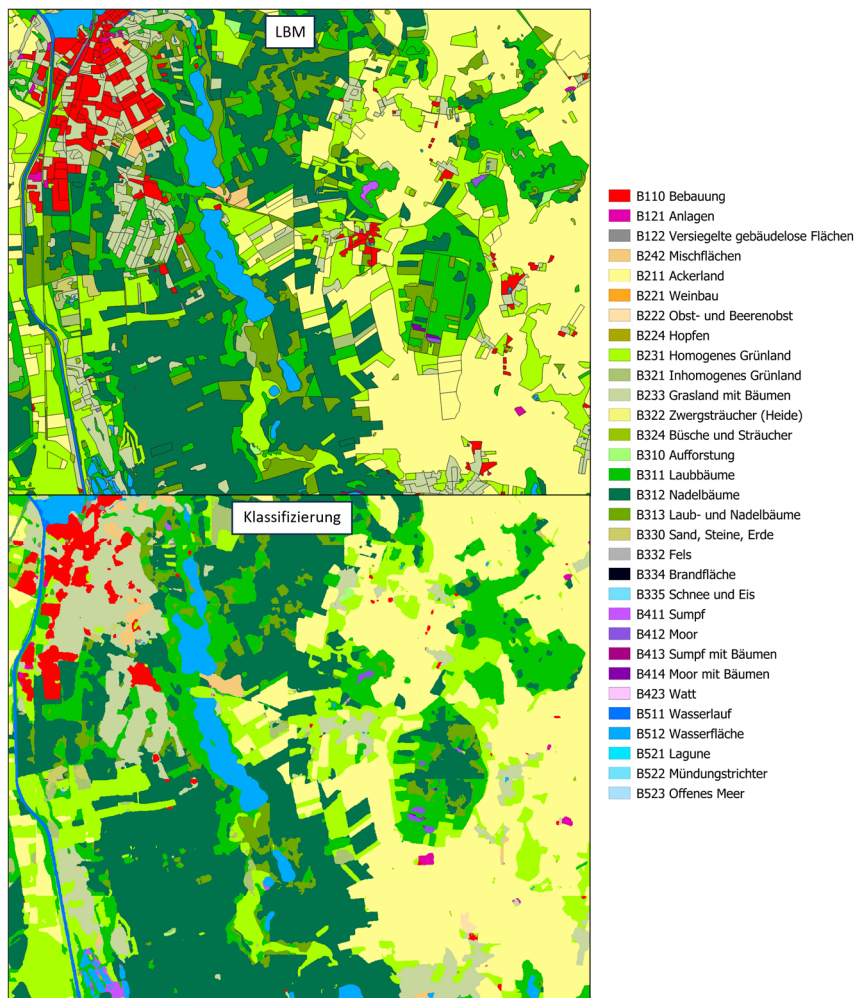 LBM
Klassifizierung
B110 Bebauung
B121 Anlagen
B122 Versiegelte gebäudelose Flächen
B242 Mischflächen
B211 Ackerland
B221 Weinbau
B222 Obst- und Beerenobst
B224 Hopfen
B231 Homogenes Grünland
B321 Inhomogenes Grünland
B233 Grasland mit Bäumen
B322 Zwergsträucher (Heide)
B324 Büsche und Sträucher
B310 Aufforstung
B311 Laubbäume
B312 Nadelbäume
B313 Laub- und Nadelbäume
B330 Sand, Steine, Erde
B332 Fels
B334 Brandfläche
B335 Schnee und Eis
B411 Sumpf
B412 Moor
B413 Sumpf mit Bäumen
B414 Moor mit Bäumen
B423 Watt
B511 Wasserlauf
B512 Wasserfläche
B521 Lagune
B522 Mündungstrichter
B523 Offenes Meer